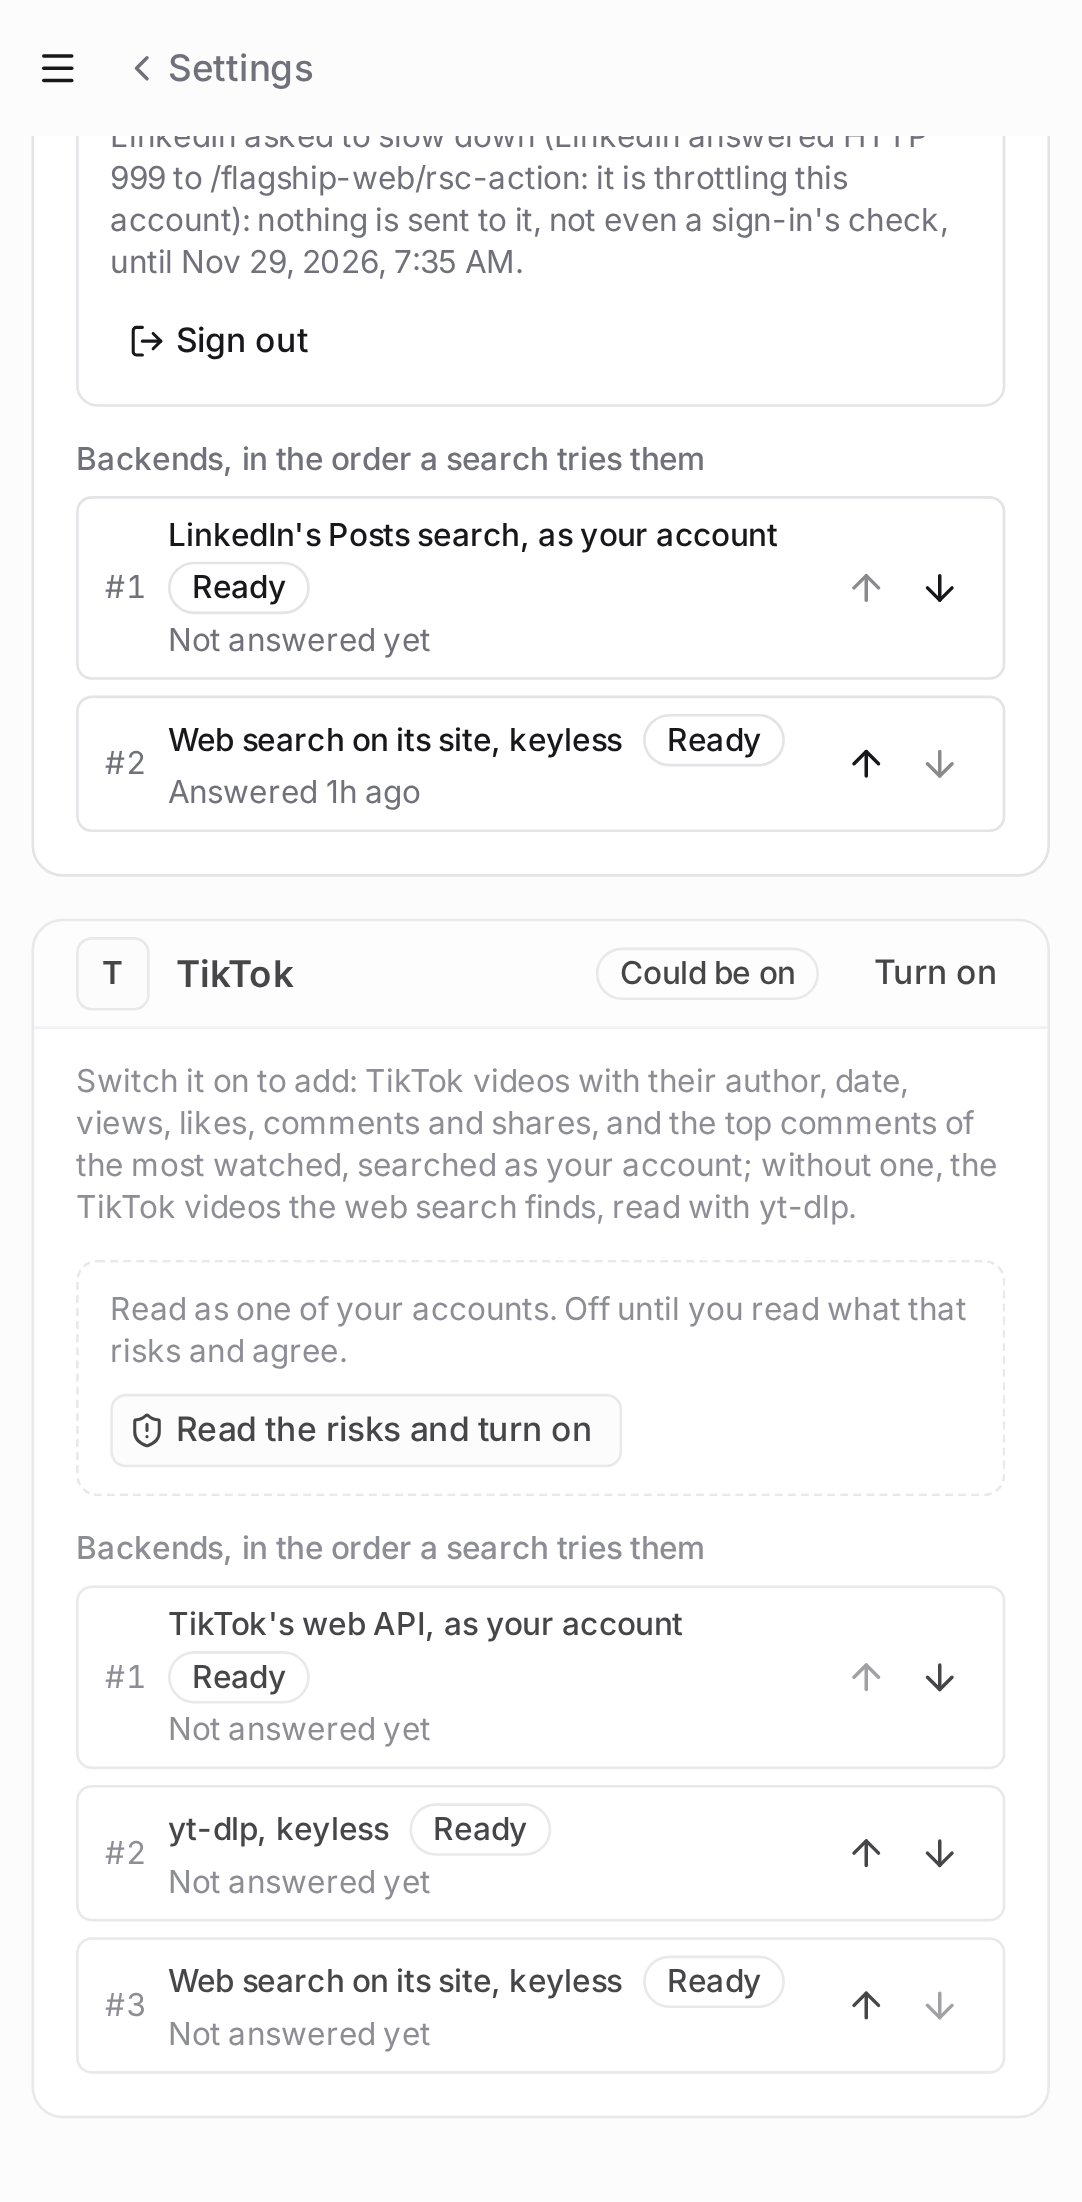 Settings
LinkedIn asked to slow down (LinkedIn answered HTTP
999 to /flagship-web/rsc-action: it is throttling this
account): nothing is sent to it, not even a sign-in's check,
until Nov 29, 2026, 7:35 AM.
Sign out
Backends, in the order a search tries them
LinkedIn's Posts search, as your account
#1 Ready
Not answered yet
#2 Web search on its site, keyless Ready
Answered 1h ago
T TikTok Could be on Turn on
Switch it on to add: TikTok videos with their author, date,
views, likes, comments and shares, and the top comments of
the most watched, searched as your account; without one, the
TikTok videos the web search finds, read with yt-dlp.
Read as one of your accounts. Off until you read what that
risks and agree.
Read the risks and turn on
Backends, in the order a search tries them
TikTok's web API, as your account
#1 Ready
Not answered yet
#2 yt-dlp, keyless Ready
Not answered yet
#3 Web search on its site, keyless Ready
Not answered yet